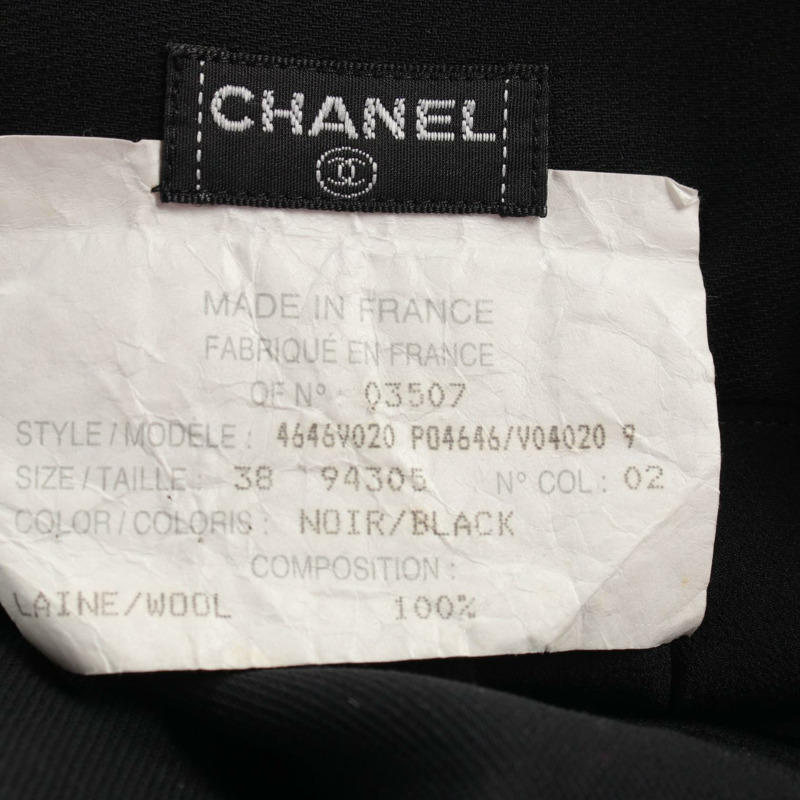 CHANEL
MADE IN FRANCE
FABRIQUÉ EN FRANCE
OF N° 03507
STYLE / MODÈLE : 4646V020 P04646/V04020 9
SIZE / TAILLE : 38 94305 N° COL : 02
COLOR / COLORIS : NOIR/BLACK
COMPOSITION :
LAINE/WOOL 100%